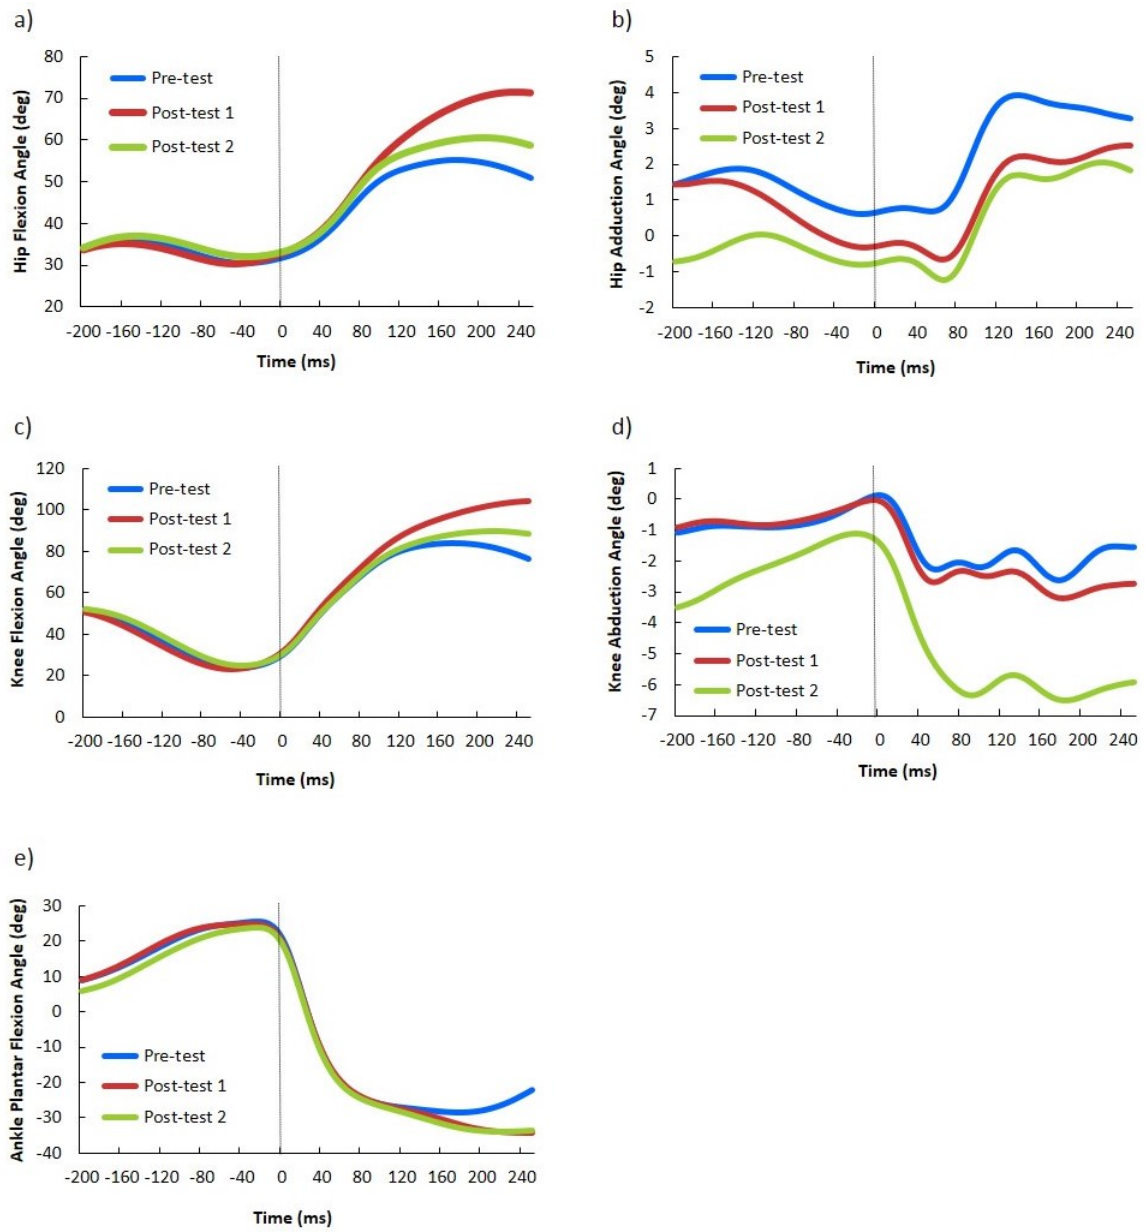 a)
80
70
60
50
40
30
20
Hip Flexion Angle (deg)
Pre-test
Post-test 1
Post-test 2
-200 -160 -120 -80 -40 0 40 80 120 160 200 240
Time (ms)
b)
5
4
3
2
1
0
-1
-2
Hip Adduction Angle (deg)
Pre-test
Post-test 1
Post-test 2
-200 -160 -120 -80 -40 0 40 80 120 160 200 240
Time (ms)
c)
120
100
80
60
40
20
0
Knee Flexion Angle (deg)
Pre-test
Post-test 1
Post-test 2
-200 -160 -120 -80 -40 0 40 80 120 160 200 240
Time (ms)
d)
1
0
-1
-2
-3
-4
-5
-6
-7
Knee Abduction Angle (deg)
Pre-test
Post-test 1
Post-test 2
-200 -160 -120 -80 -40 0 40 80 120 160 200 240
Time (ms)
e)
30
20
10
0
-10
-20
-30
-40
Ankle Plantar Flexion Angle (deg)
Pre-test
Post-test 1
Post-test 2
-200 -160 -120 -80 -40 0 40 80 120 160 200 240
Time (ms)